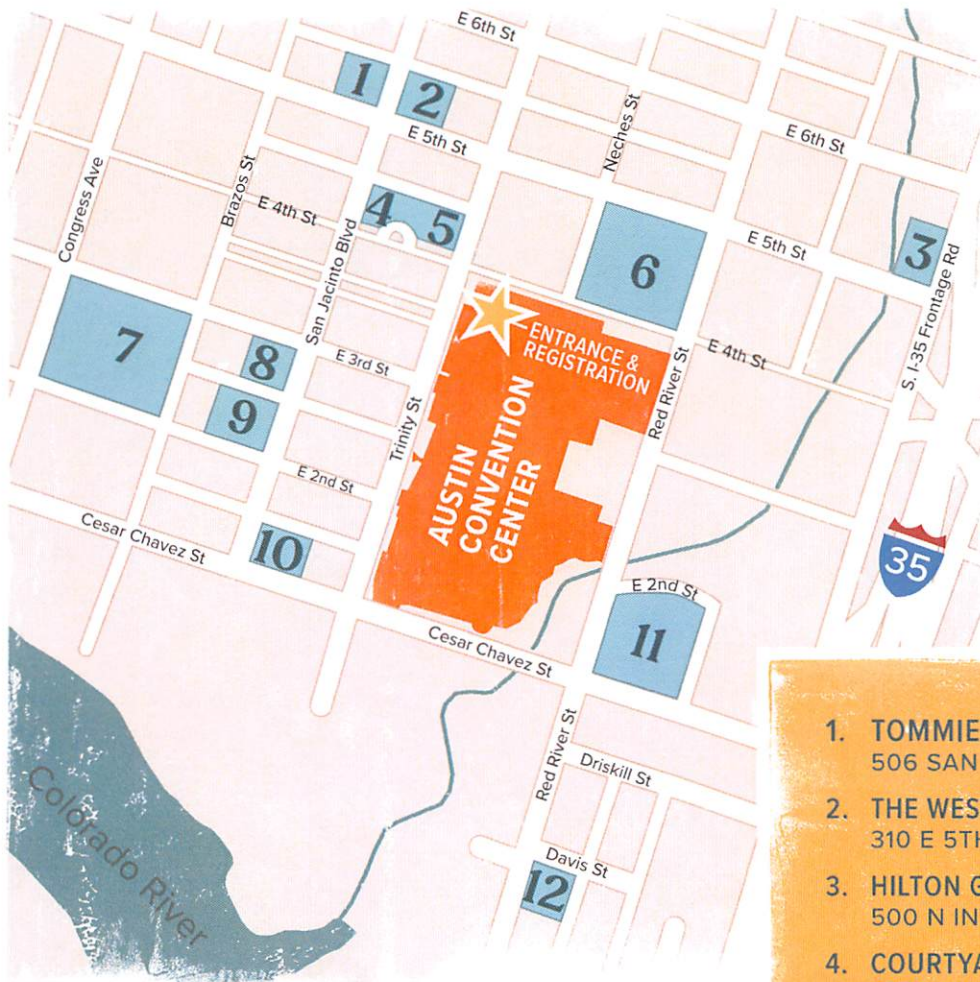 E 6th St
1
2
E 5th St
Neches St
E 6th St
Congress Ave
Brazos St
E 4th St
San Jacinto Blvd
4
5
6
E 5th St
3
S. I-35 Frontage Rd
7
8
9
E 3rd St
Trinity St
ENTRANCE &
REGISTRATION
Red River St
E 4th St
AUSTIN
CONVENTION
CENTER
E 2nd St
Cesar Chavez St
10
35
E 2nd St
11
Cesar Chavez St
Red River St
Driskill St
Davis St
12
Colorado River
1. TOMMIE
506 SAN
2. THE WES
310 E 5TH
3. HILTON G
500 N IN
4. COURTYA